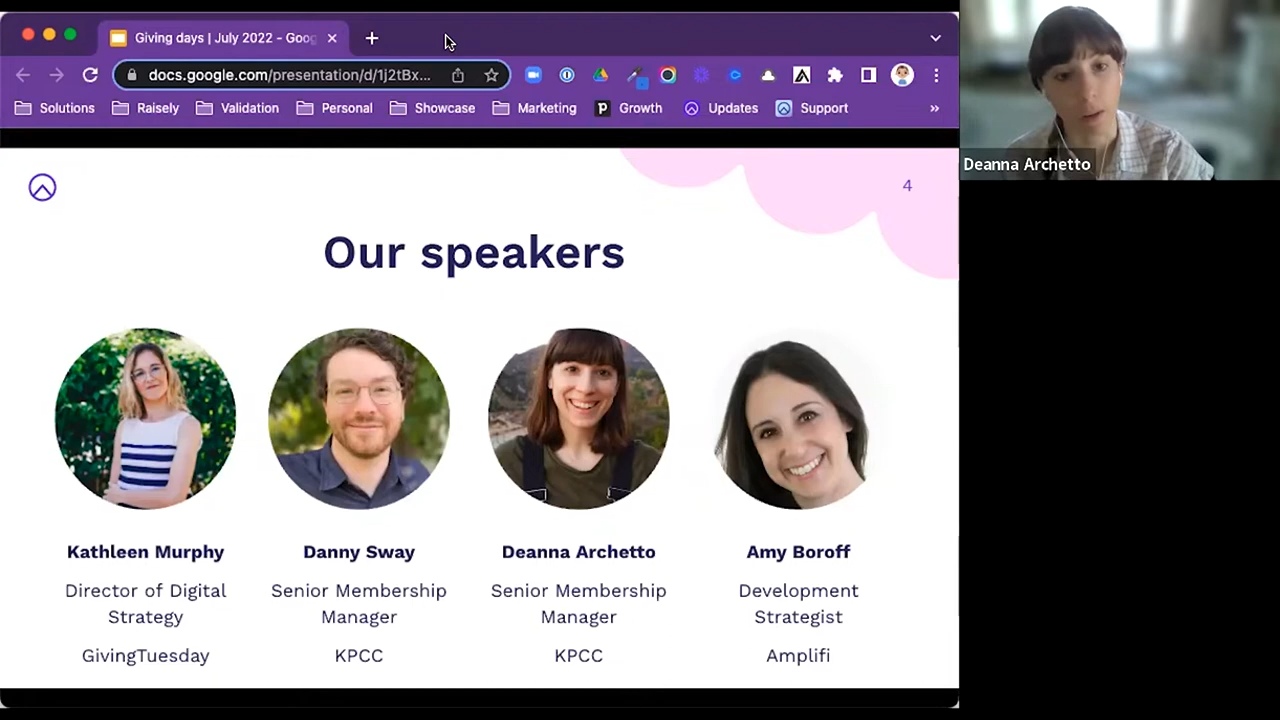 Giving days | July 2022 - Goo
docs.google.com/presentation/d/1j2tBx...
Solutions Raisely Validation Personal Showcase Marketing Growth Updates Support »
Deanna Archetto
4
Our speakers
Kathleen Murphy Danny Sway Deanna Archetto Amy Boroff
Director of Digital Senior Membership Senior Membership Development
Strategy Manager Manager Strategist
GivingTuesday KPCC KPCC Amplifi